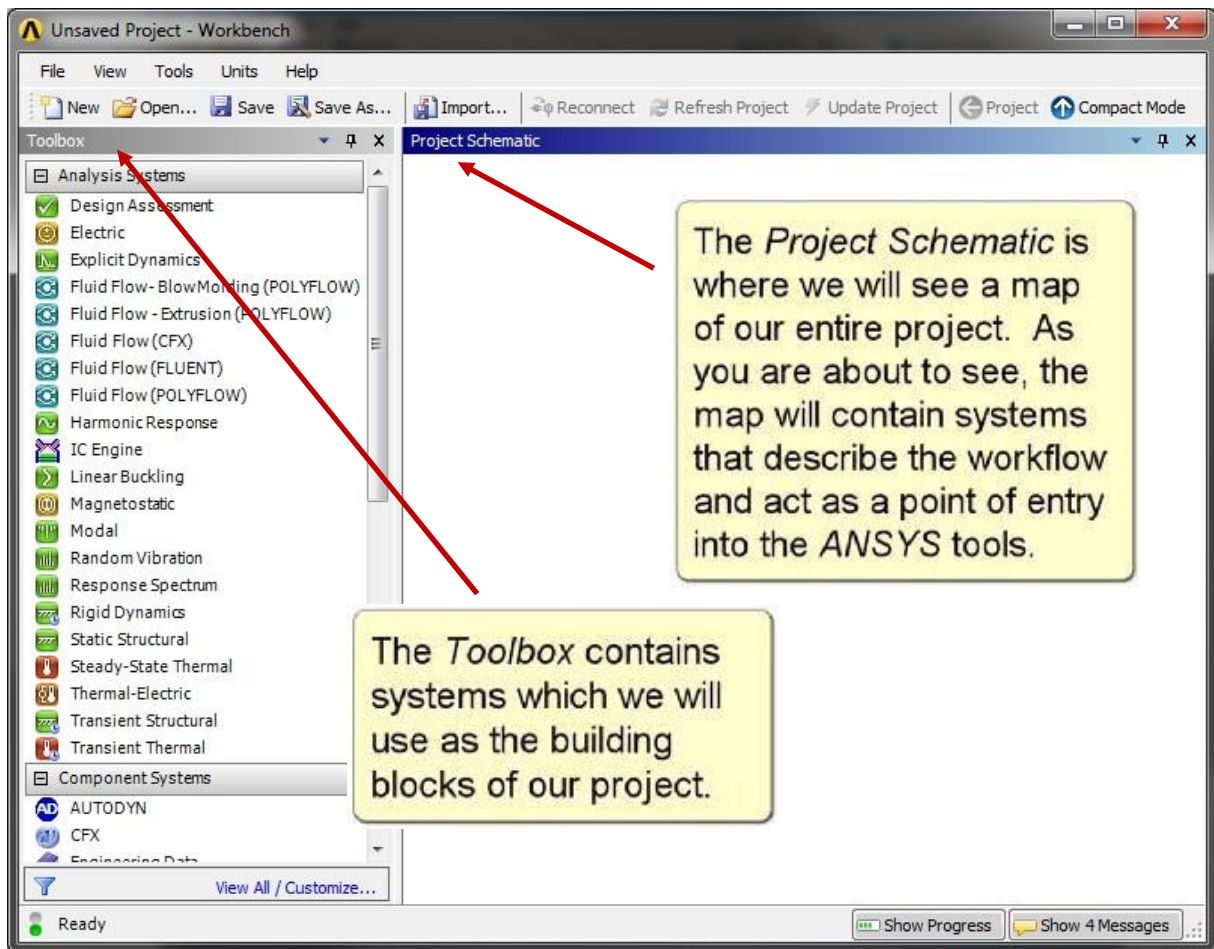 Unsaved Project - Workbench
File View Tools Units Help
New Open... Save Save As... Import... Reconnect Refresh Project Update Project Project Compact Mode
Toolbox
Project Schematic
Analysis Systems
Design Assessment
Electric
Explicit Dynamics
Fluid Flow- BlowMolding (POLYFLOW)
Fluid Flow - Extrusion (POLYFLOW)
Fluid Flow (CFX)
Fluid Flow (FLUENT)
Fluid Flow (POLYFLOW)
Harmonic Response
IC Engine
Linear Buckling
Magnetostatic
Modal
Random Vibration
Response Spectrum
Rigid Dynamics
Static Structural
Steady-State Thermal
Thermal-Electric
Transient Structural
Transient Thermal
Component Systems
AD AUTODYN
CFX
Engineering Data
View All / Customize...
The Project Schematic is
where we will see a map
of our entire project. As
you are about to see, the
map will contain systems
that describe the workflow
and act as a point of entry
into the ANSYS tools.
The Toolbox contains
systems which we will
use as the building
blocks of our project.
Ready
Show Progress Show 4 Messages